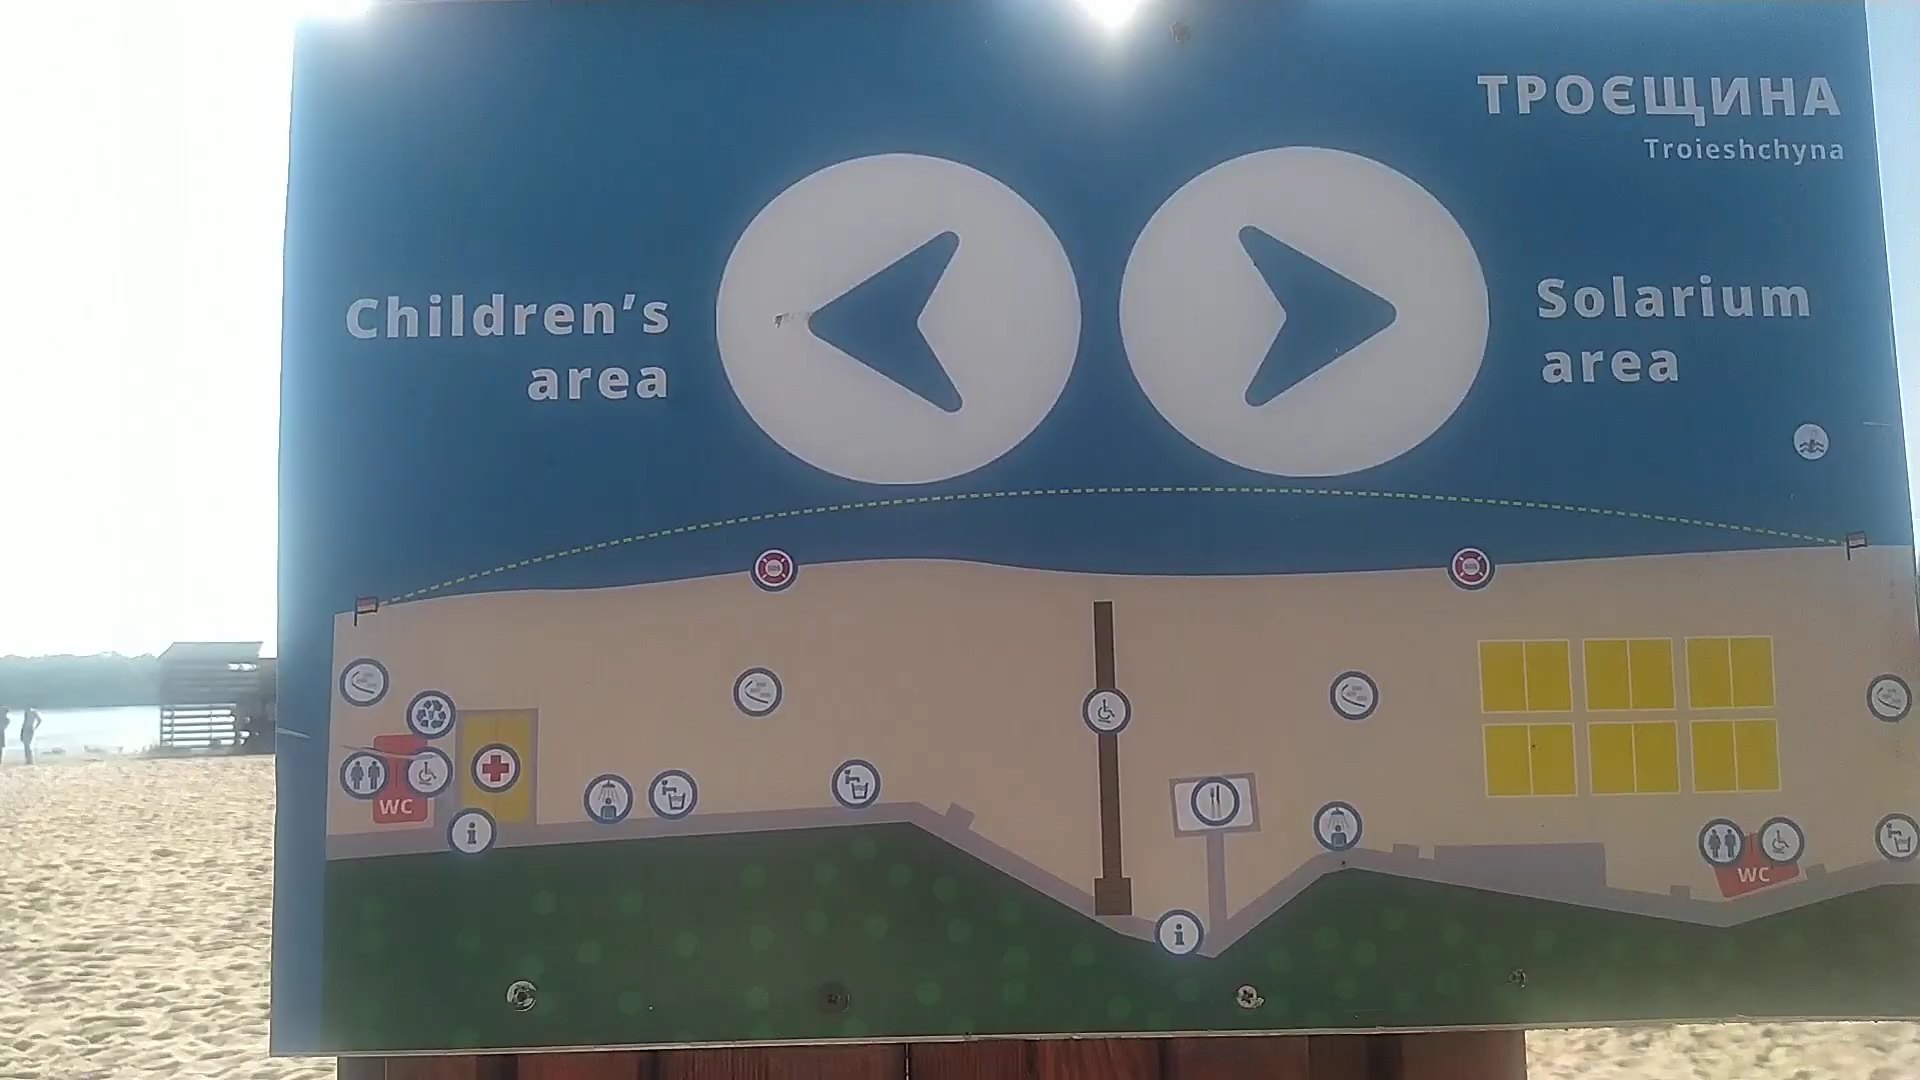 ТРОЄЩИНА
Troieshchyna
Children’s
area
Solarium
area
WC
i
i
WC